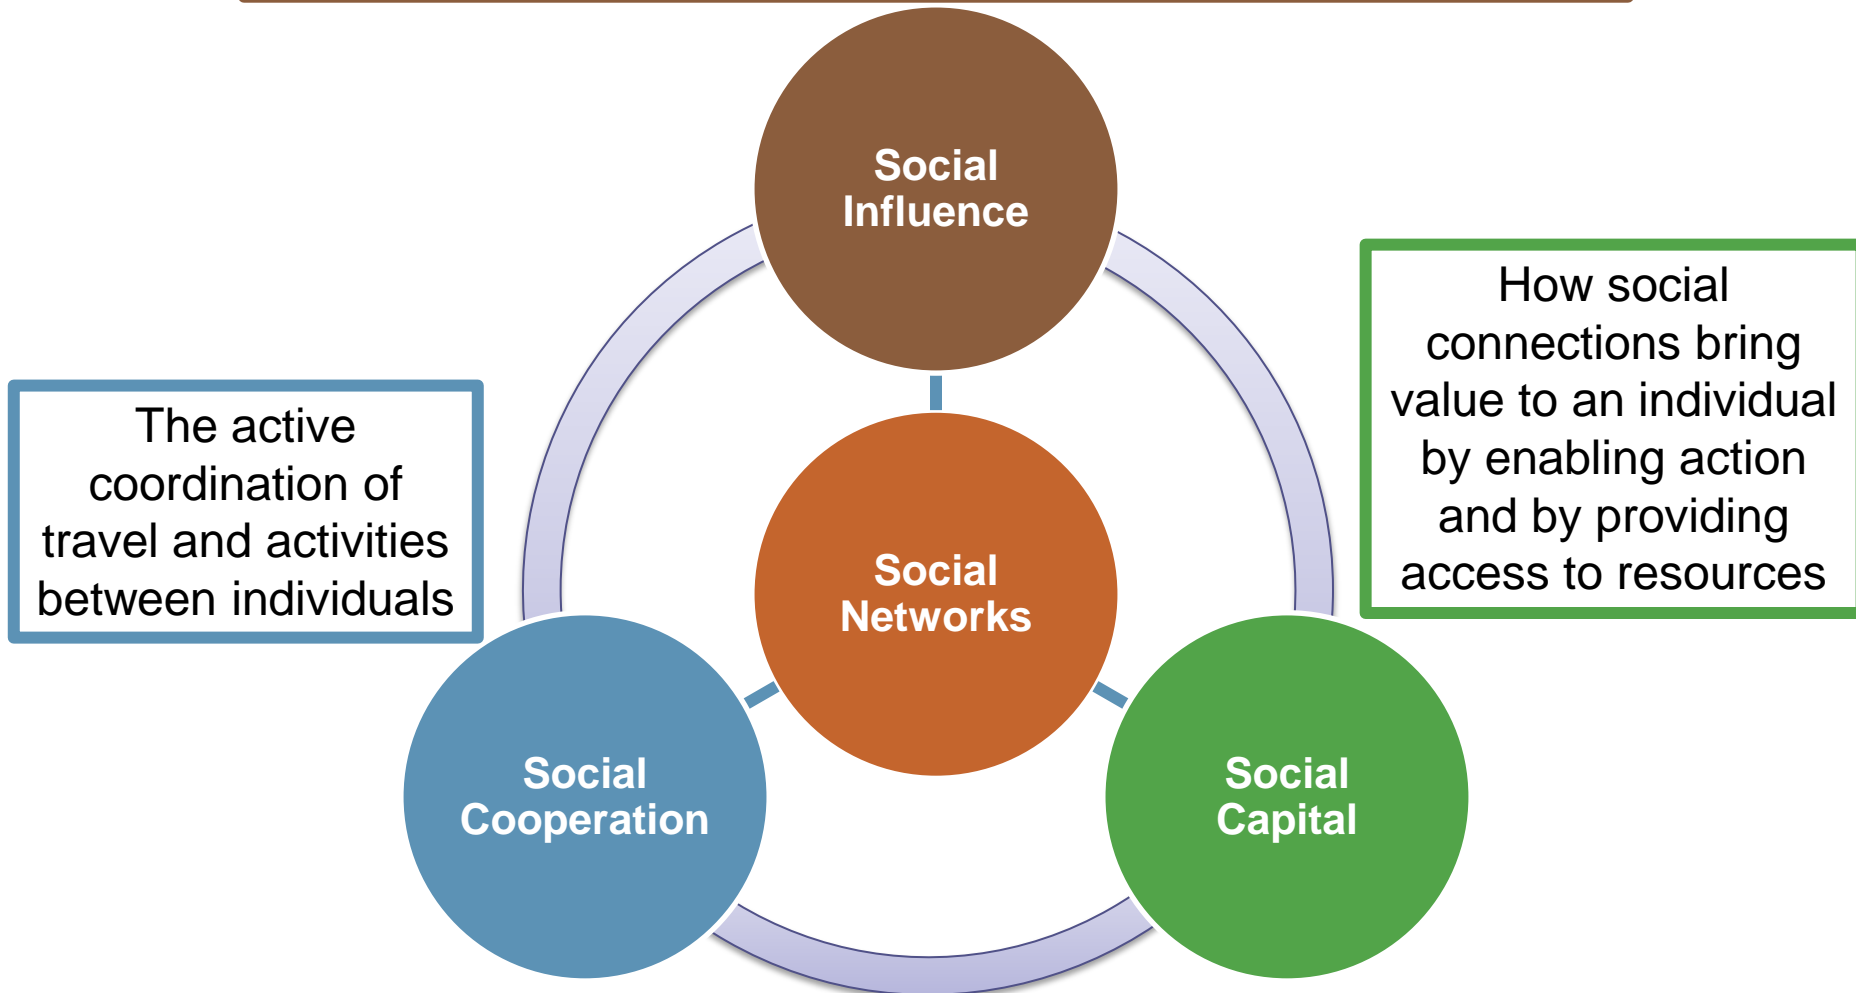 Social
Influence
How social
connections bring
value to an individual
by enabling action
and by providing
access to resources
The active
coordination of
travel and activities
between individuals
Social
Networks
Social
Cooperation
Social
Capital